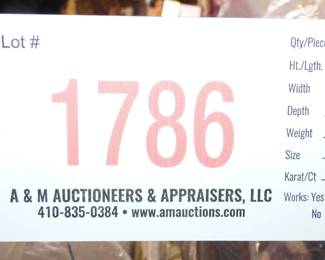 Lot #
1786
A & M AUCTIONEERS & APPRAISERS, LLC
410-835-0384 • www.amauctions.com
Qty/Piec
Ht./Lgth.
Width
Depth
Weight
Size
Karat/Ct
Works: Yes
No